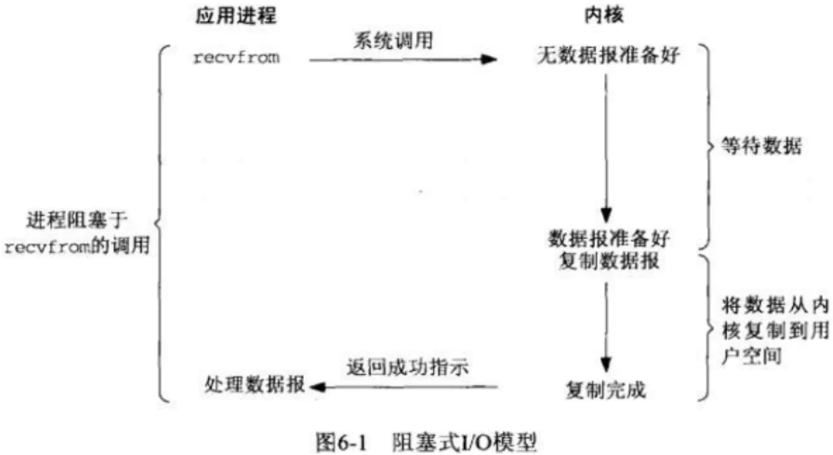 应用进程
内核
recvfrom
系统调用
无数据报准备好
等待数据
进程阻塞于
recvfrom的调用
数据报准备好
复制数据报
将数据从内
核复制到用
户空间
处理数据报
返回成功指示
复制完成
图6-1 阻塞式I/O模型